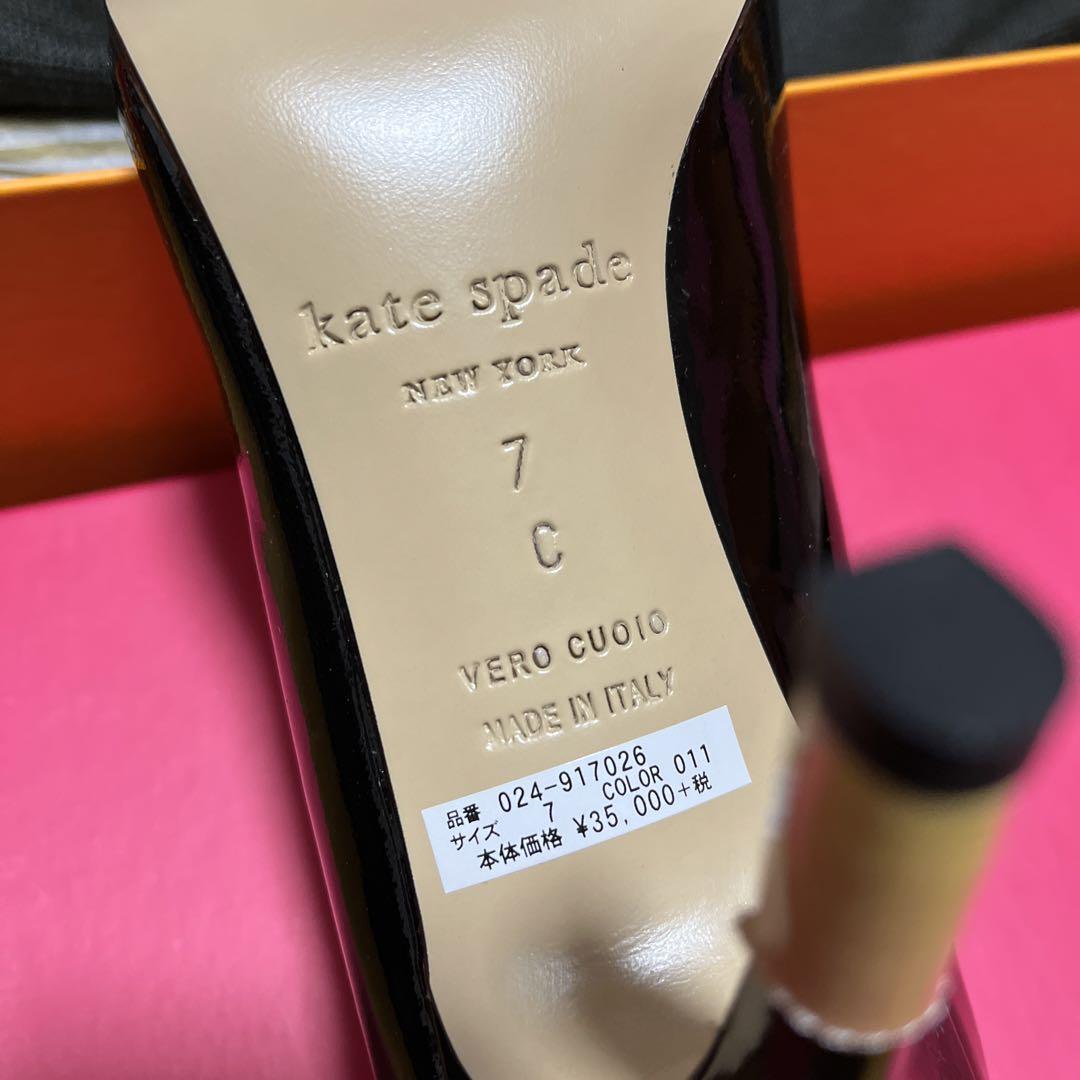 kate spade
NEW YORK
7
C
VERO CUOIO
MADE IN ITALY
品番 024-917026
サイズ 7 COLOR 011
本体価格 ¥35,000+税